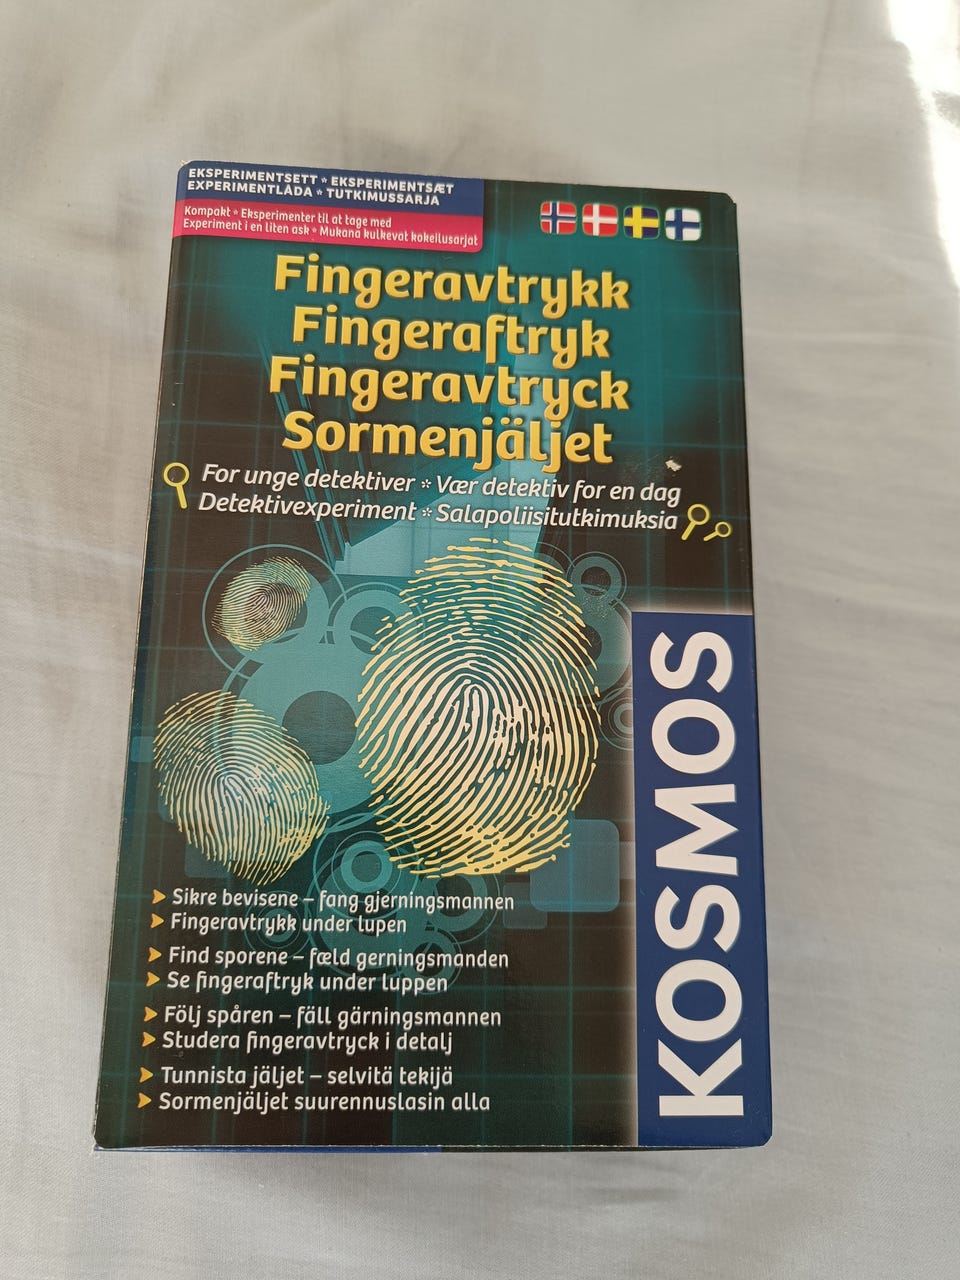 EKSPERIMENTSETT * EKSPERIMENTSÆT
EXPERIMENTLÅDA * TUTKIMUSSARJA
Kompakt * Eksperimenter til at tage med
Experiment i en liten ask * Mukana kulkevat kokeilusarjat
Fingeravtrykk
Fingeraftryk
Fingeravtryck
Sormenjäljet
For unge detektiver * Vær detektiv for en dag
Detektivexperiment * Salapoliisitutkimuksia
KOSMOS
Sikre bevisene – fang gjerningsmannen
Fingeravtrykk under lupen
Find sporene – fæld gerningsmanden
Se fingeraftryk under luppen
Följ spåren – fäll gärningsmannen
Studera fingeravtryck i detalj
Tunnista jäljet – selvitä tekijä
Sormenjäljet suurennuslasin alla